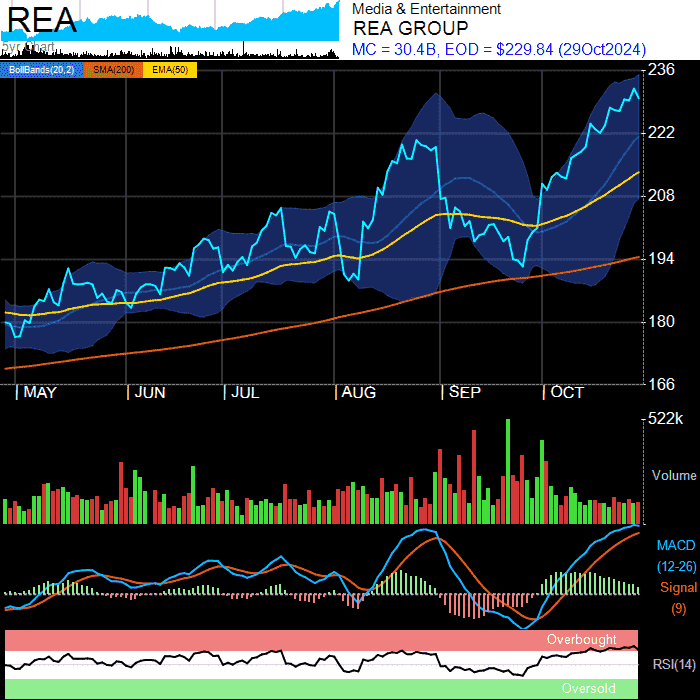 REA
5yr Chart
Media & Entertainment
REA GROUP
MC = 30.4B, EOD = $229.84 (29Oct2024)
BollBands(20,2) SMA(200) EMA(50)
236
222
208
194
180
166
MAY JUN JUL AUG SEP OCT
522k
Volume
MACD
(12-26)
Signal
(9)
Overbought
RSI(14)
Oversold